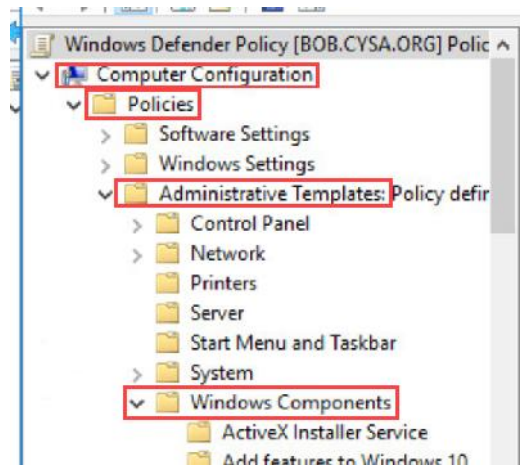 Windows Defender Policy [BOB.CYSA.ORG] Polic
Computer Configuration
Policies
Software Settings
Windows Settings
Administrative Templates: Policy defin
Control Panel
Network
Printers
Server
Start Menu and Taskbar
System
Windows Components
ActiveX Installer Service
Add features to Windows 10